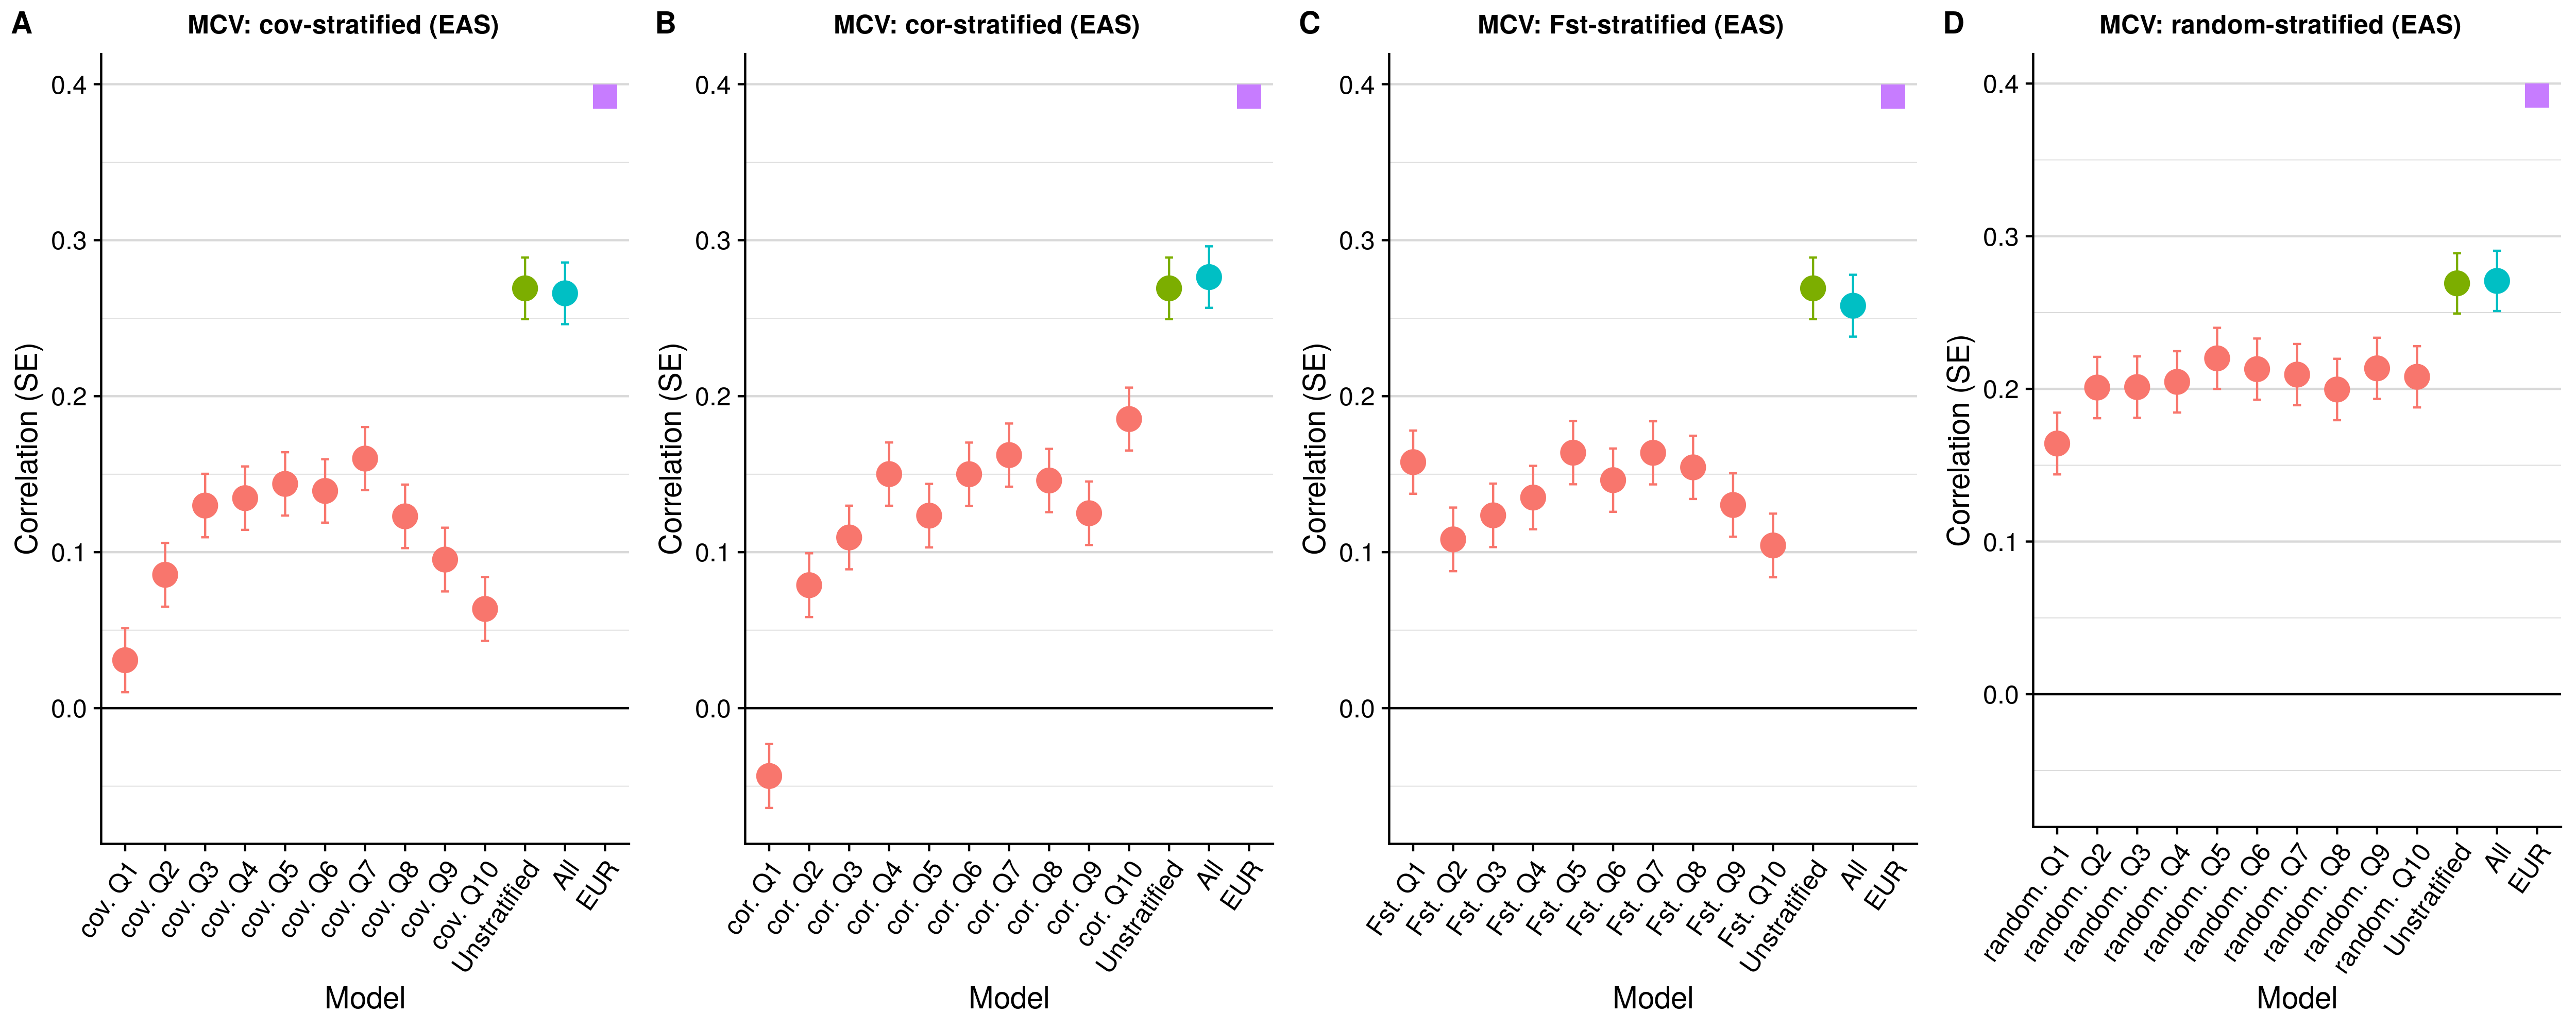 A
MCV: cov-stratified (EAS)
Correlation (SE)
0.4
0.3
0.2
0.1
0.0
cov. Q1
cov. Q2
cov. Q3
cov. Q4
cov. Q5
cov. Q6
cov. Q7
cov. Q8
cov. Q9
cov. Q10
Unstratified
All
EUR
Model
B
MCV: cor-stratified (EAS)
Correlation (SE)
0.4
0.3
0.2
0.1
0.0
cor. Q1
cor. Q2
cor. Q3
cor. Q4
cor. Q5
cor. Q6
cor. Q7
cor. Q8
cor. Q9
cor. Q10
Unstratified
All
EUR
Model
C
MCV: Fst-stratified (EAS)
Correlation (SE)
0.4
0.3
0.2
0.1
0.0
Fst. Q1
Fst. Q2
Fst. Q3
Fst. Q4
Fst. Q5
Fst. Q6
Fst. Q7
Fst. Q8
Fst. Q9
Fst. Q10
Unstratified
All
EUR
Model
D
MCV: random-stratified (EAS)
Correlation (SE)
0.4
0.3
0.2
0.1
0.0
random. Q1
random. Q2
random. Q3
random. Q4
random. Q5
random. Q6
random. Q7
random. Q8
random. Q9
random. Q10
Unstratified
All
EUR
Model